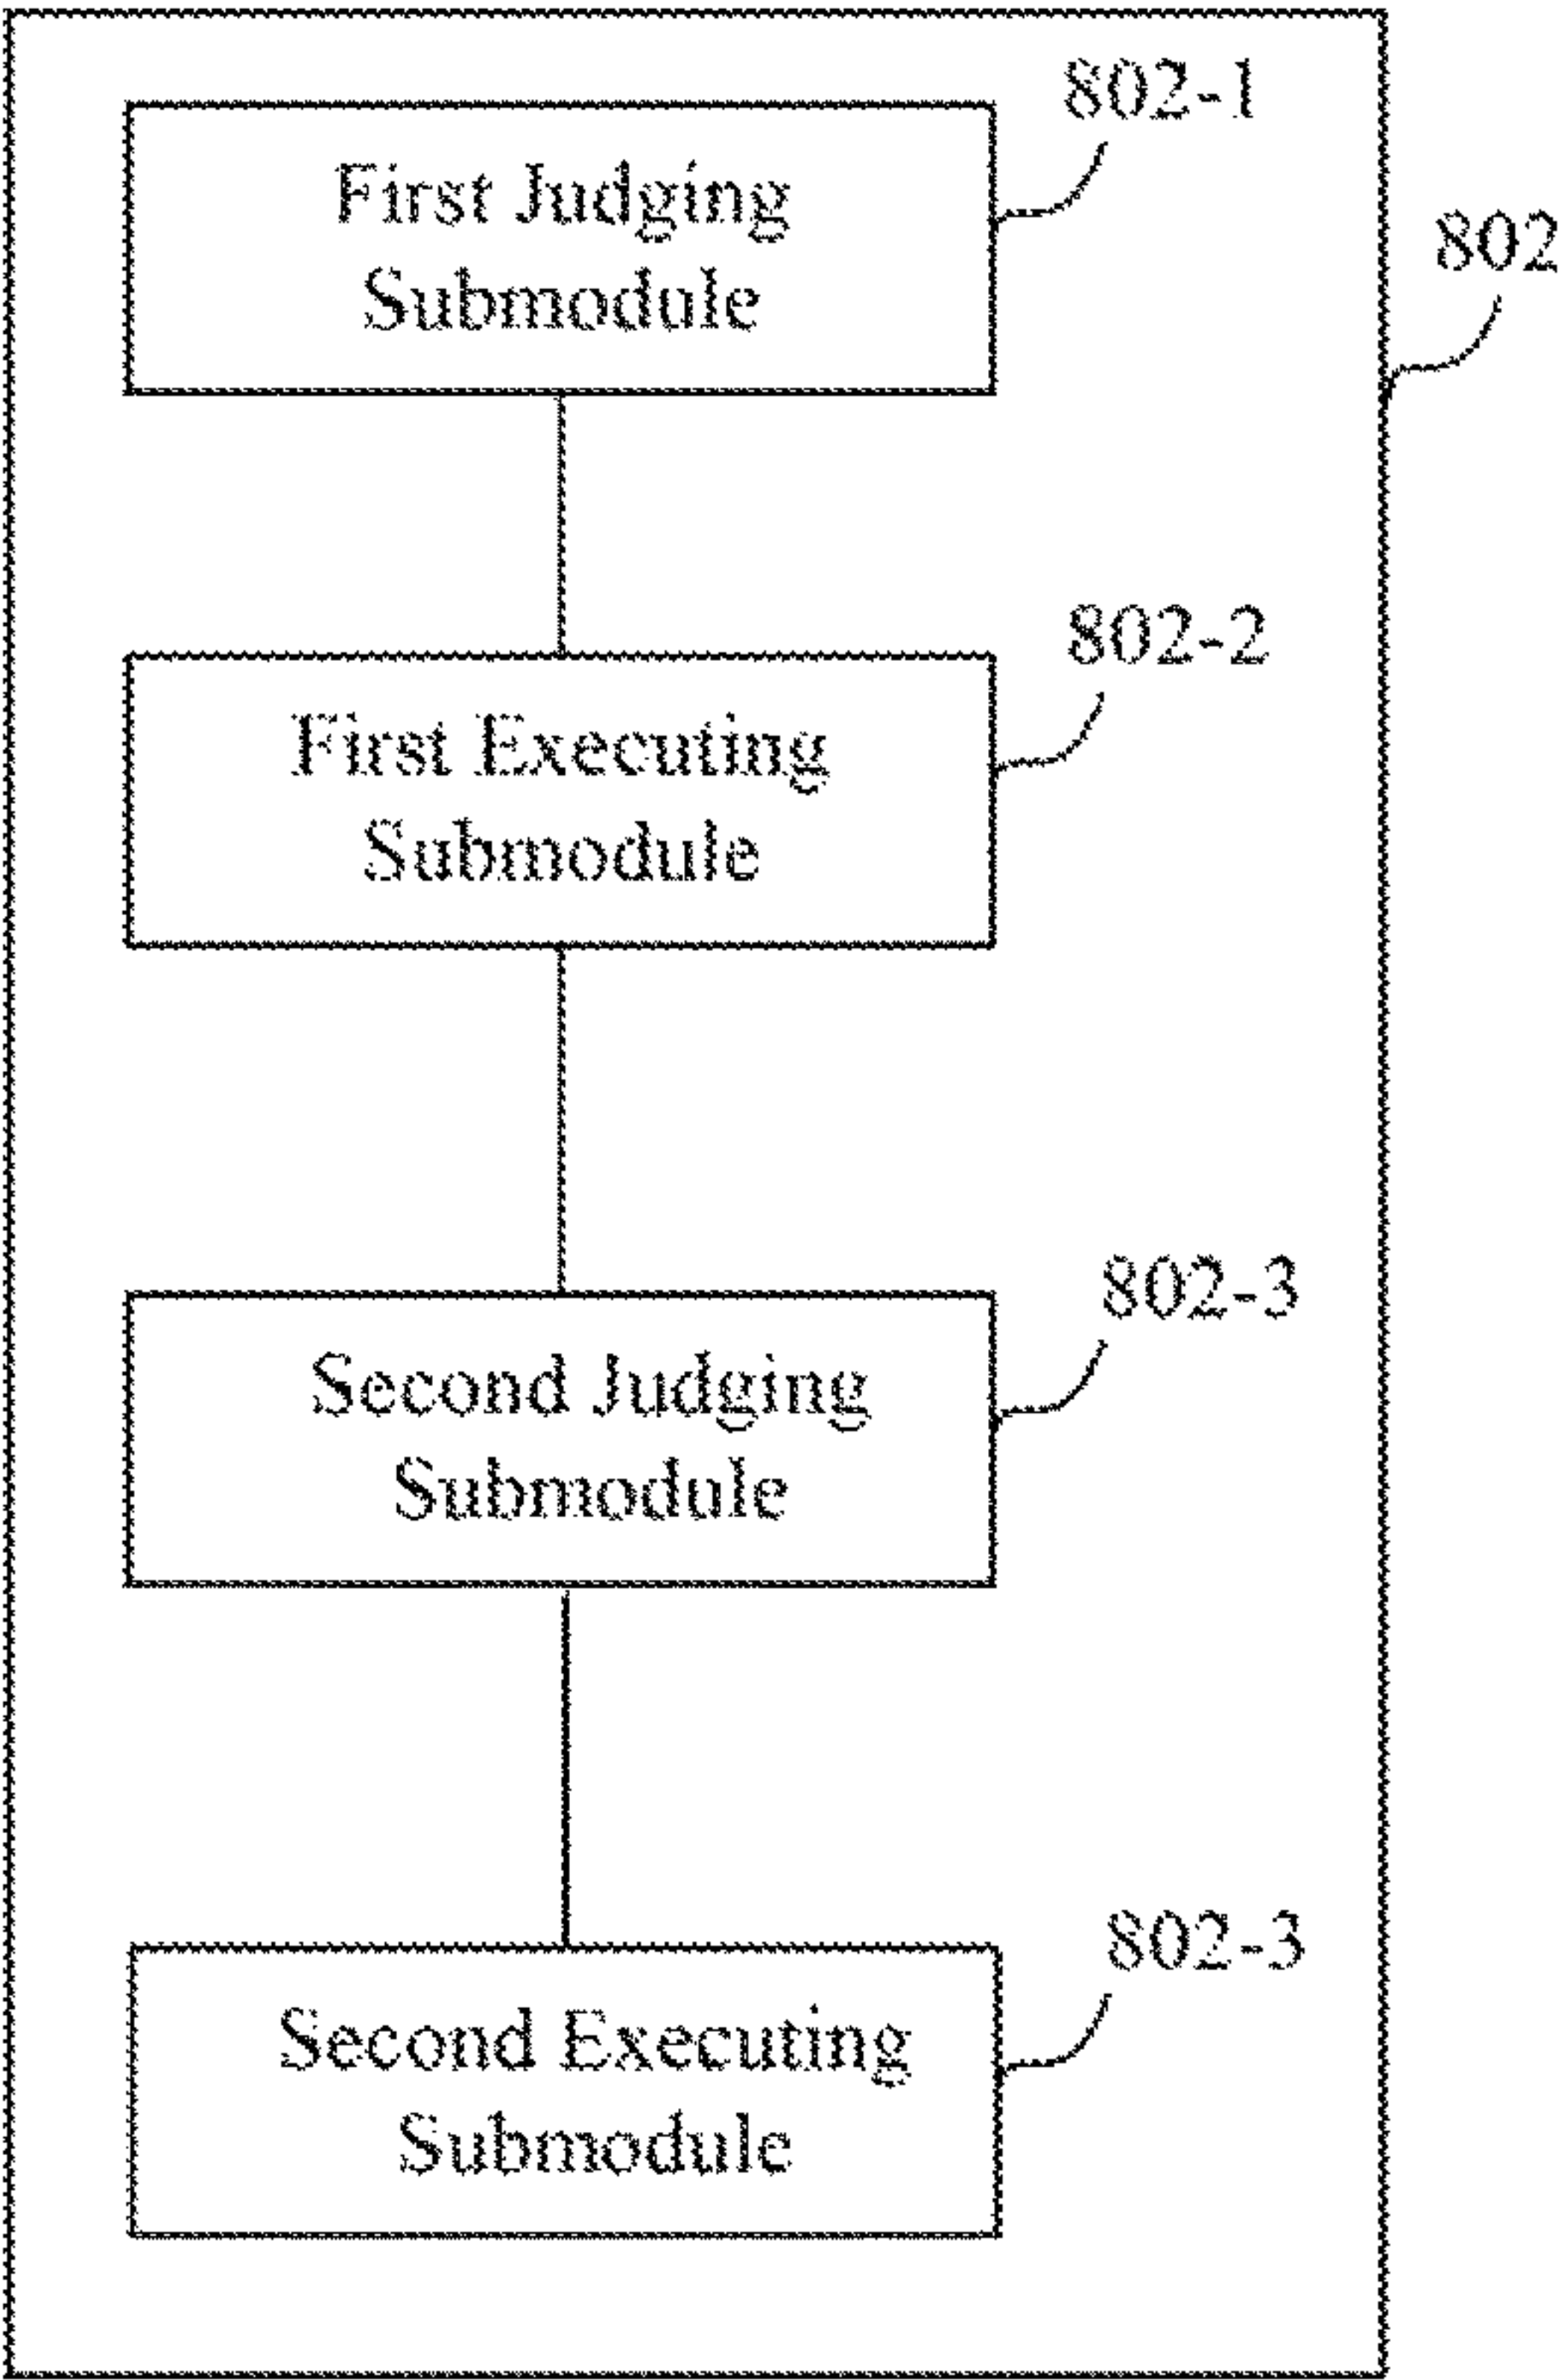 802-1
First Judging
Submodule
802
802-2
First Executing
Submodule
802-3
Second Judging
Submodule
802-3
Second Executing
Submodule